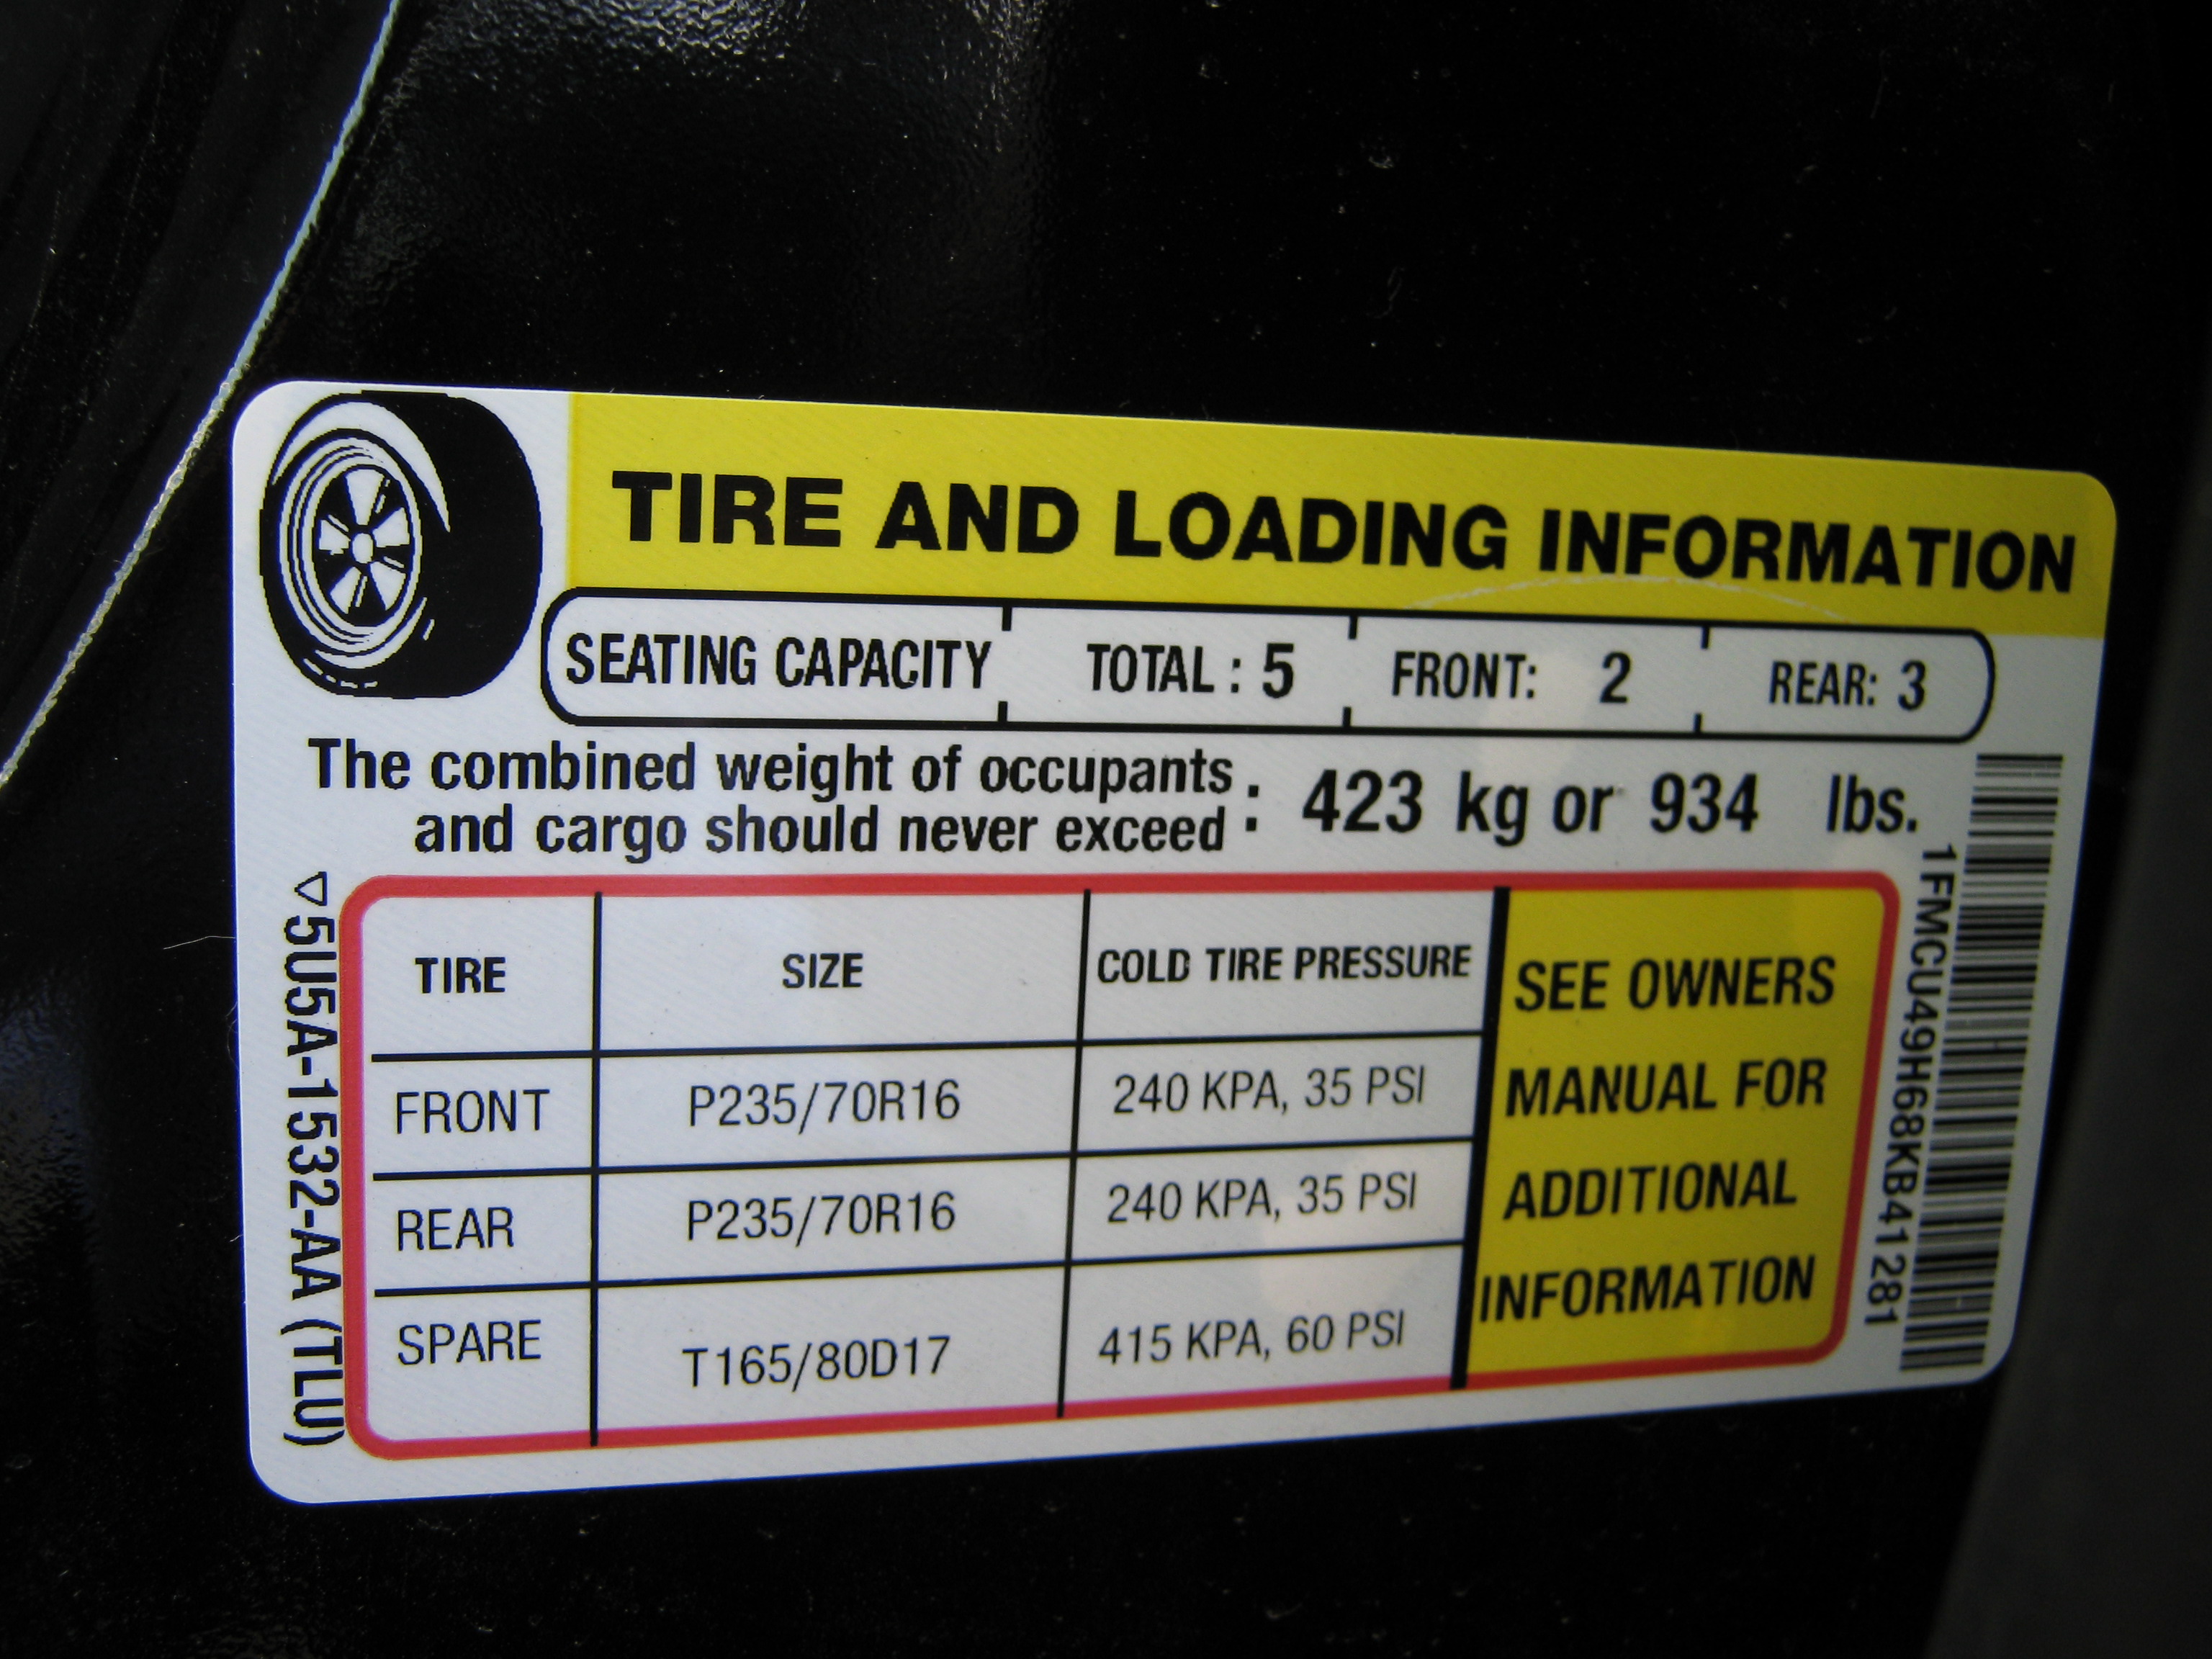 TIRE AND LOADING INFORMATION
SEATING CAPACITY TOTAL : 5 FRONT: 2 REAR: 3
The combined weight of occupants
and cargo should never exceed : 423 kg or 934 lbs.
TIRE SIZE COLD TIRE PRESSURE
FRONT P235/70R16 240 KPA, 35 PSI
REAR P235/70R16 240 KPA, 35 PSI
SPARE T165/80D17 415 KPA, 60 PSI
SEE OWNERS
MANUAL FOR
ADDITIONAL
INFORMATION
5U5A-1532-AA (TLU)
1FMCU49H68KB41281